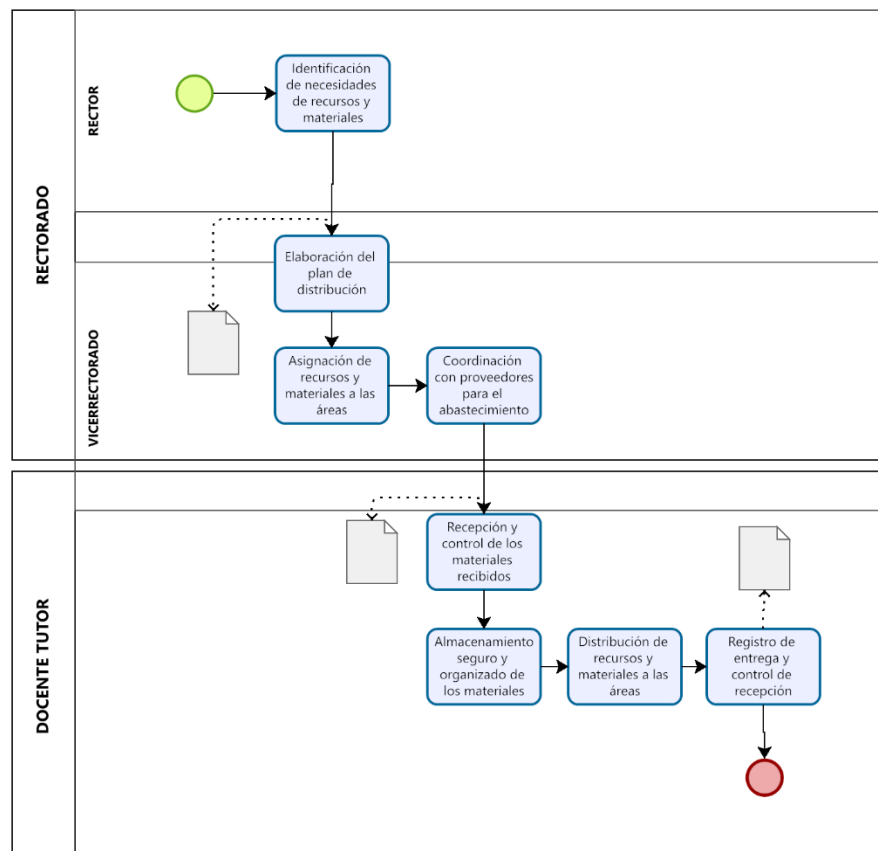 RECTORADO
RECTOR
Identificación
de necesidades
de recursos y
materiales
VICERRECTORADO
Elaboración del
plan de
distribución
Asignación de
recursos y
materiales a las
áreas
Coordinación
con proveedores
para el
abastecimiento
DOCENTE TUTOR
Recepción y
control de los
materiales
recibidos
Almacenamiento
seguro y
organizado de
los materiales
Distribución de
recursos y
materiales a las
áreas
Registro de
entrega y
control de
recepción